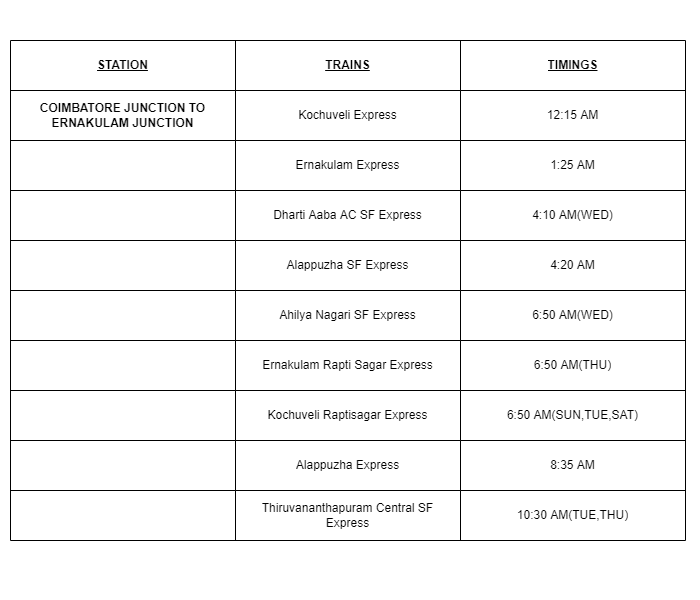 STATION
TRAINS
TIMINGS
COIMBATORE JUNCTION TO
ERNAKULAM JUNCTION
Kochuveli Express
12:15 AM
Ernakulam Express
1:25 AM
Dharti Aaba AC SF Express
4:10 AM(WED)
Alappuzha SF Express
4:20 AM
Ahilya Nagari SF Express
6:50 AM(WED)
Ernakulam Rapti Sagar Express
6:50 AM(THU)
Kochuveli Raptisagar Express
6:50 AM(SUN,TUE,SAT)
Alappuzha Express
8:35 AM
Thiruvananthapuram Central SF
Express
10:30 AM(TUE,THU)